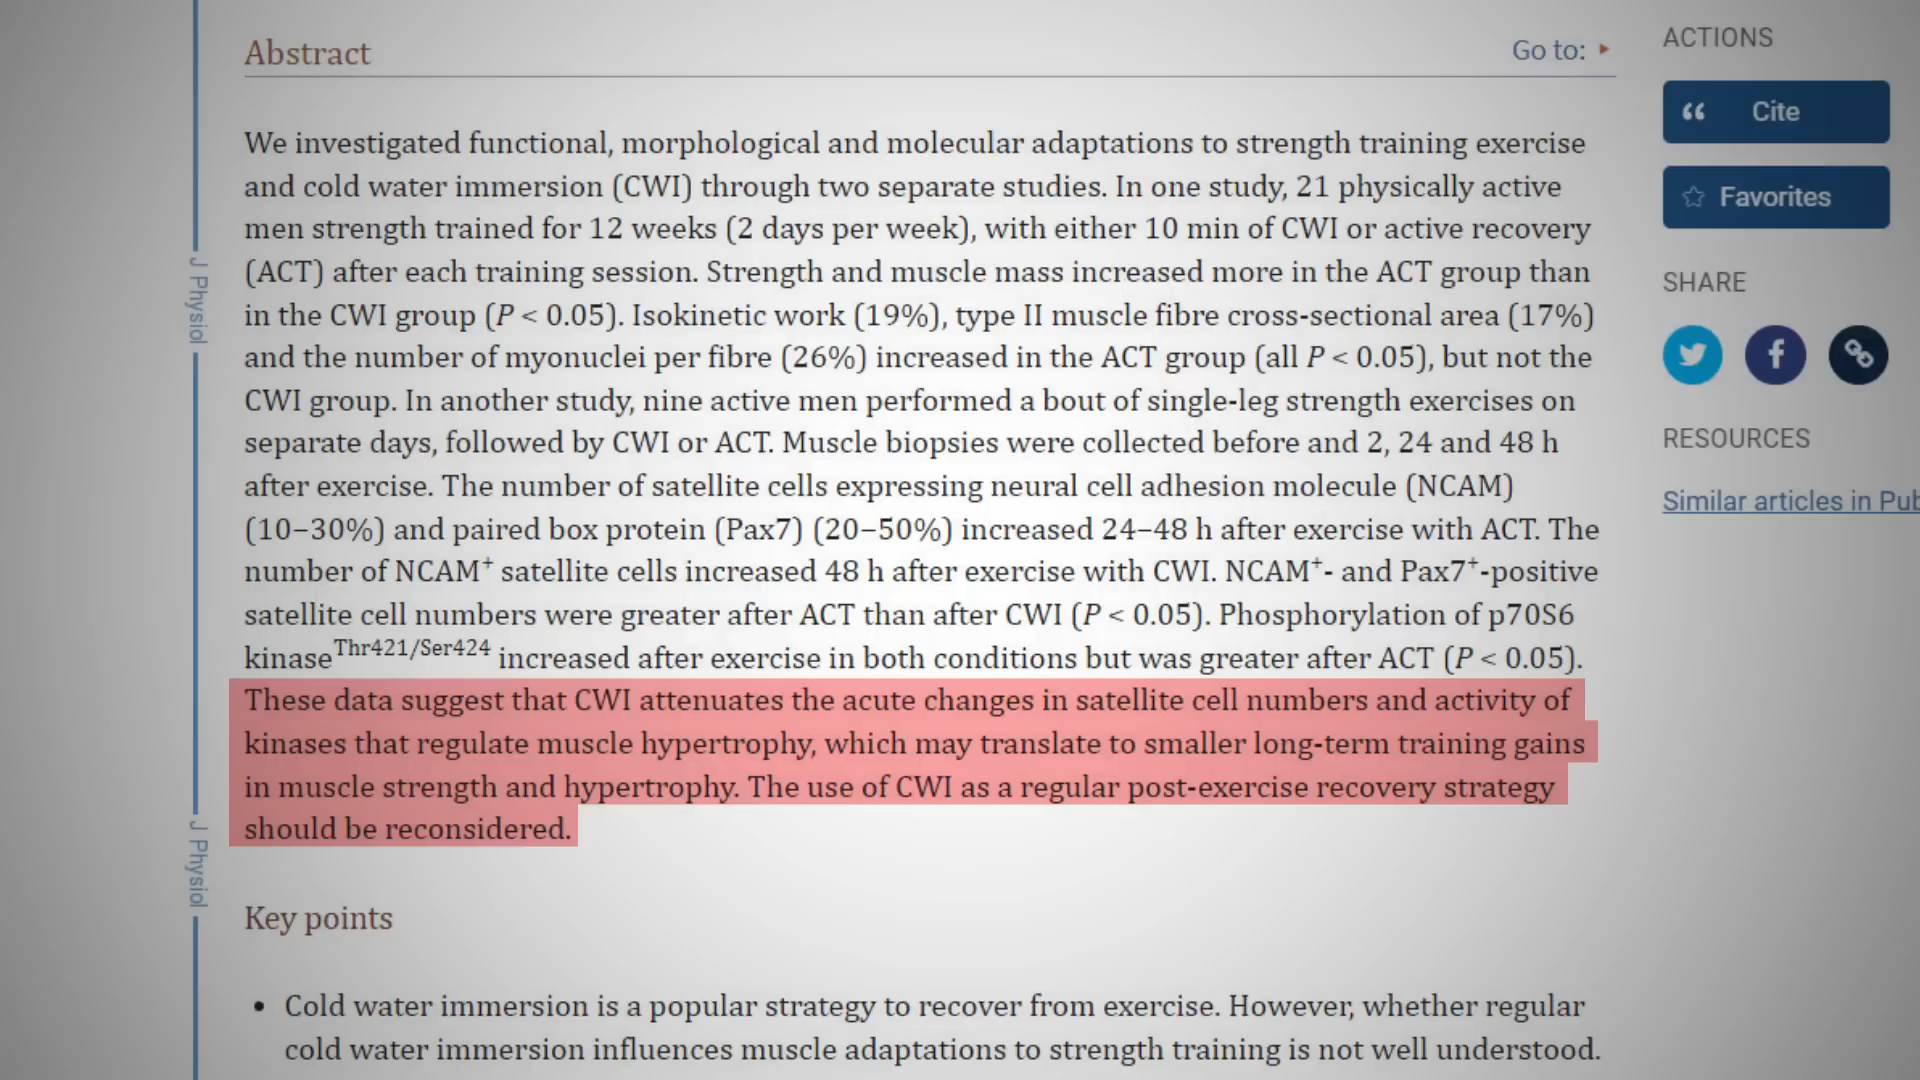 Abstract
Go to:
We investigated functional, morphological and molecular adaptations to strength training exercise
and cold water immersion (CWI) through two separate studies. In one study, 21 physically active
men strength trained for 12 weeks (2 days per week), with either 10 min of CWI or active recovery
(ACT) after each training session. Strength and muscle mass increased more in the ACT group than
in the CWI group (P < 0.05). Isokinetic work (19%), type II muscle fibre cross-sectional area (17%)
and the number of myonuclei per fibre (26%) increased in the ACT group (all P < 0.05), but not the
CWI group. In another study, nine active men performed a bout of single-leg strength exercises on
separate days, followed by CWI or ACT. Muscle biopsies were collected before and 2, 24 and 48 h
after exercise. The number of satellite cells expressing neural cell adhesion molecule (NCAM)
(10–30%) and paired box protein (Pax7) (20–50%) increased 24–48 h after exercise with ACT. The
number of NCAM⁺ satellite cells increased 48 h after exercise with CWI. NCAM⁺- and Pax7⁺-positive
satellite cell numbers were greater after ACT than after CWI (P < 0.05). Phosphorylation of p70S6
kinaseThr421/Ser424 increased after exercise in both conditions but was greater after ACT (P < 0.05).
These data suggest that CWI attenuates the acute changes in satellite cell numbers and activity of
kinases that regulate muscle hypertrophy, which may translate to smaller long-term training gains
in muscle strength and hypertrophy. The use of CWI as a regular post-exercise recovery strategy
should be reconsidered.
Key points
• Cold water immersion is a popular strategy to recover from exercise. However, whether regular
cold water immersion influences muscle adaptations to strength training is not well understood.
J Physiol
J Physiol
ACTIONS
Cite
Favorites
SHARE
RESOURCES
Similar articles in Pub